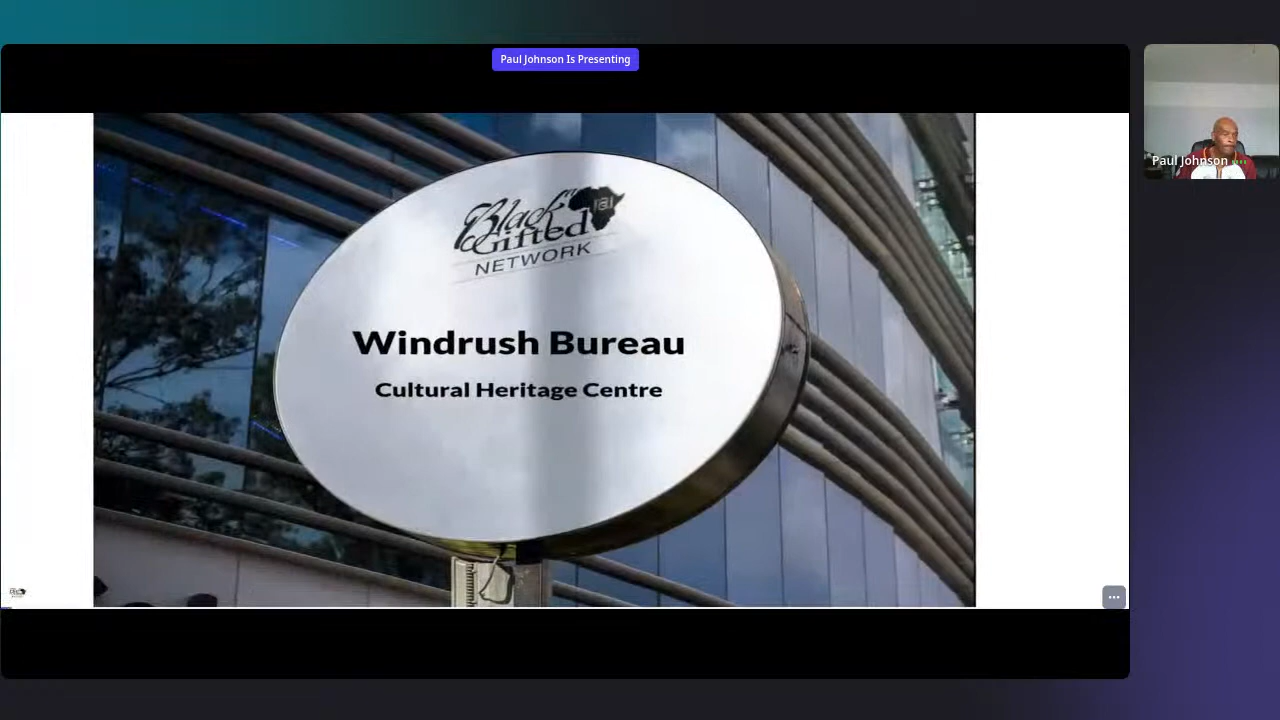 Paul Johnson Is Presenting
Paul Johnson
Black
Gifted
NETWORK
Windrush Bureau
Cultural Heritage Centre